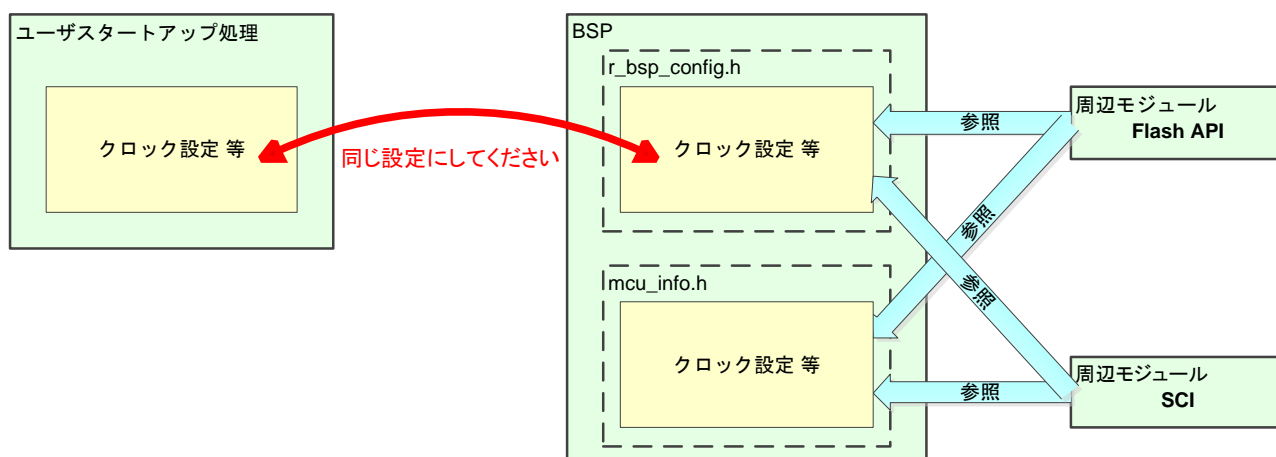 ユーザスタートアップ処理
クロック設定 等
同じ設定にしてください
BSP
r_bsp_config.h
クロック設定 等
mcu_info.h
クロック設定 等
参照
参照
参照
参照
周辺モジュール
Flash API
周辺モジュール
SCI